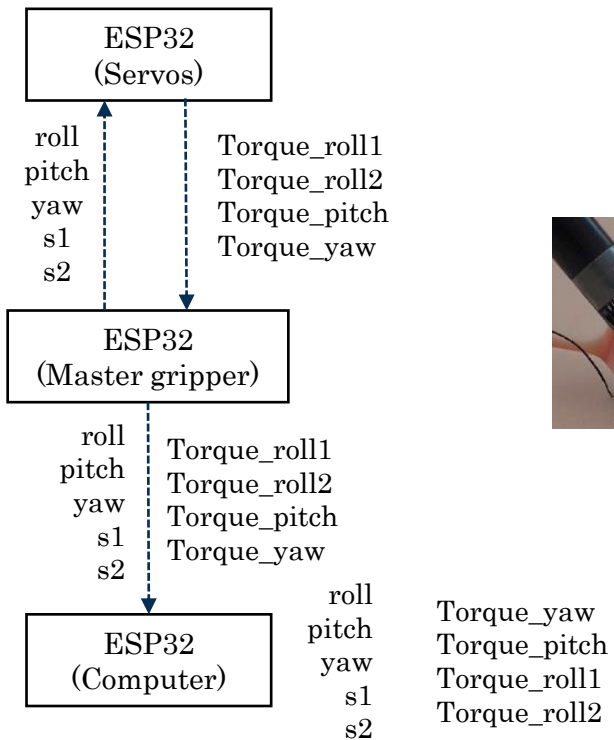 ESP32
(Servos)
roll
pitch
yaw
s1
s2
Torque_roll1
Torque_roll2
Torque_pitch
Torque_yaw
ESP32
(Master gripper)
roll
pitch
yaw
s1
s2
Torque_roll1
Torque_roll2
Torque_pitch
Torque_yaw
ESP32
(Computer)
roll
pitch
yaw
s1
s2
Torque_yaw
Torque_pitch
Torque_roll1
Torque_roll2